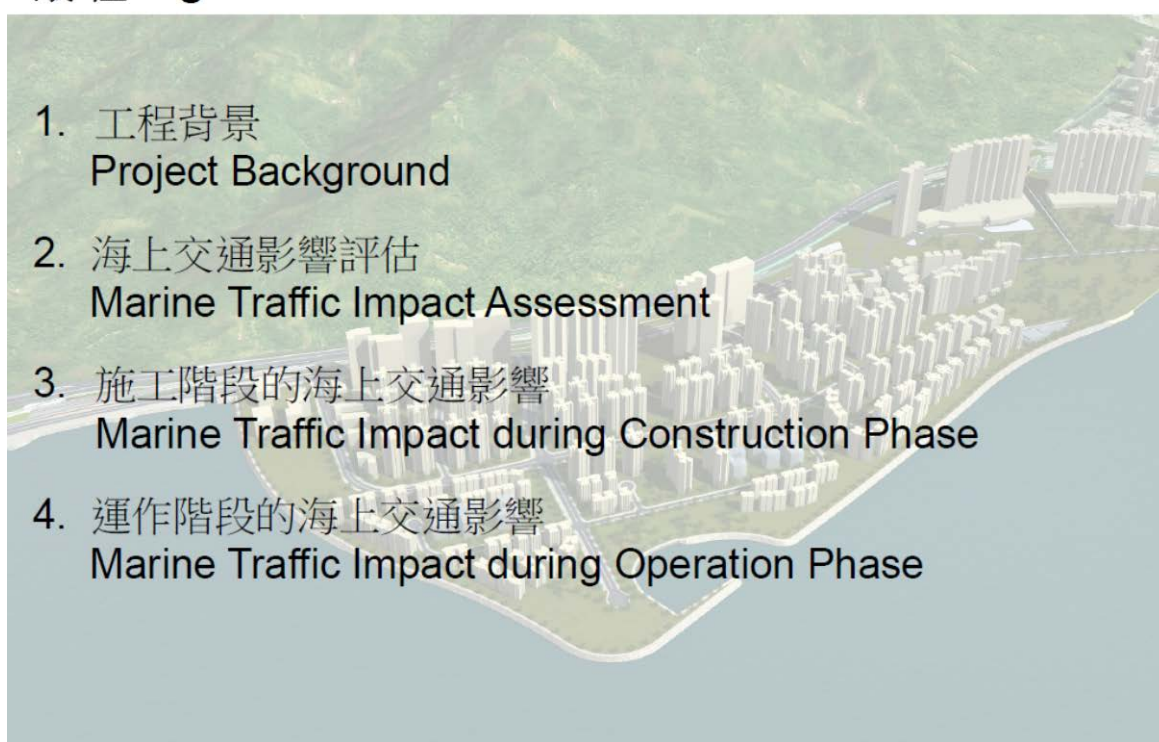 1. 工程背景
Project Background
2. 海上交通影響評估
Marine Traffic Impact Assessment
3. 施工階段的海上交通影響
Marine Traffic Impact during Construction Phase
4. 運作階段的海上交通影響
Marine Traffic Impact during Operation Phase